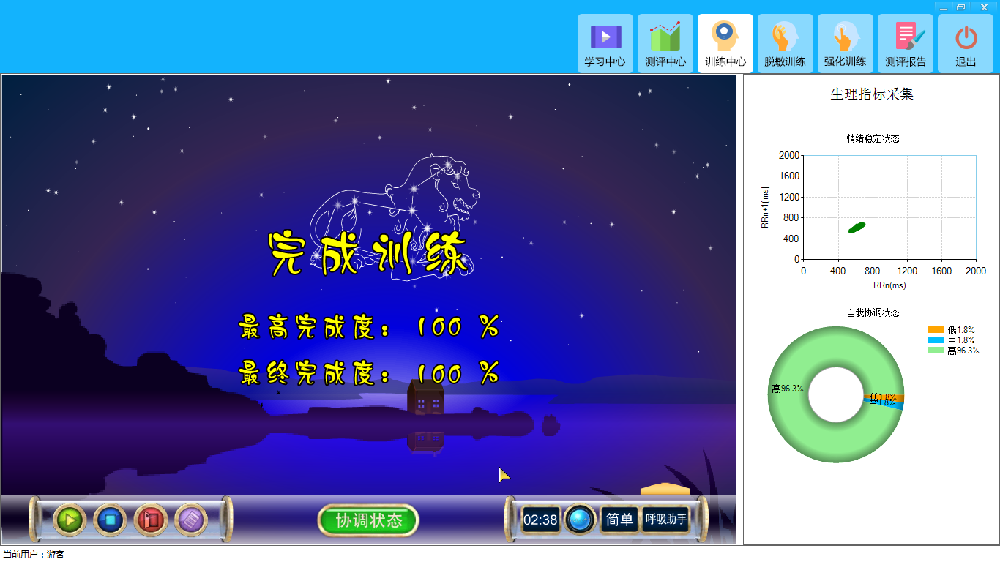 学习中心
测评中心
训练中心
脱敏训练
强化训练
测评报告
退出
生理指标采集
情绪稳定状态
2000
1600
1200
800
400
0
RRn+1(ms)
0 400 800 1200 1600 2000
RRn(ms)
自我协调状态
低1.8%
中1.8%
高96.3%
高96.3%
低1.8%
中1.8%
完成训练
最高完成度： 100 %
最终完成度： 100 %
协调状态
02:38
简单
呼吸助手
当前用户：游客